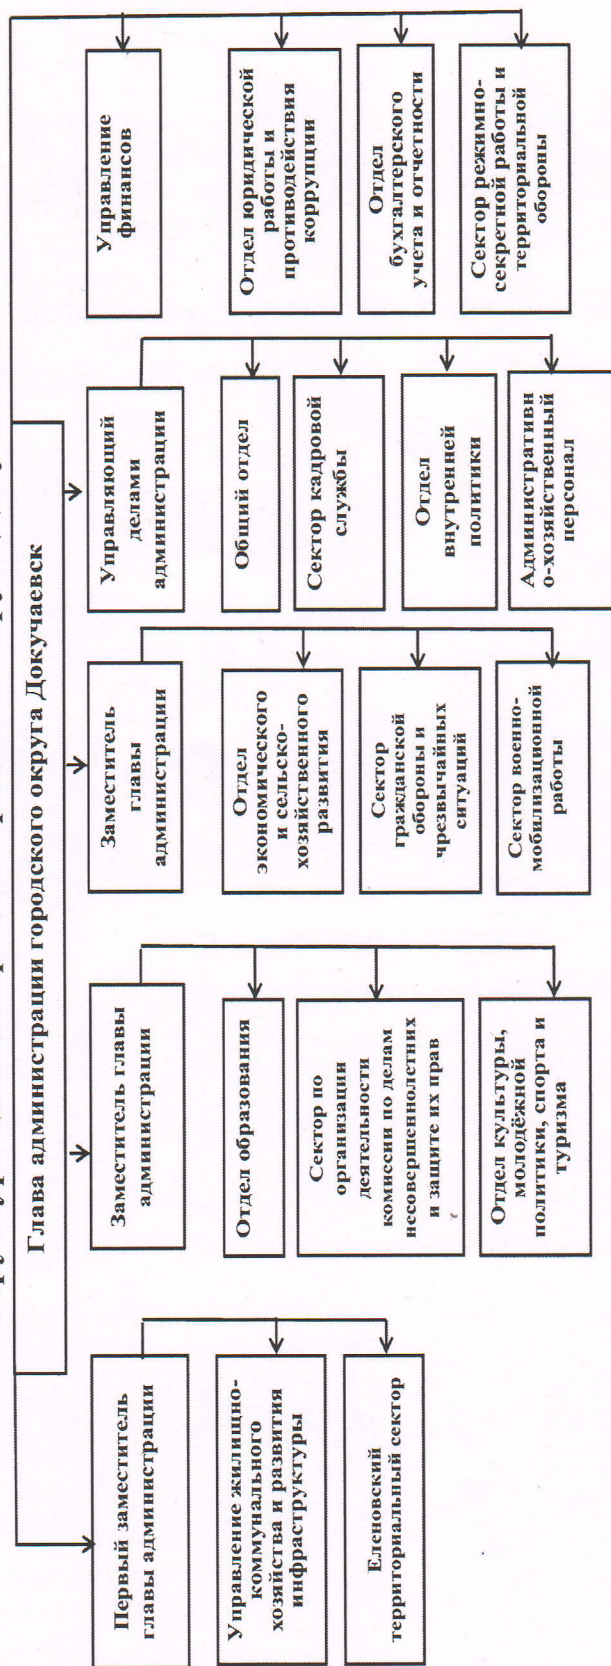 Глава администрации городского округа Докучаевск
Первый заместитель
главы администрации
Управление жилищно-
коммунального
хозяйства и развития
инфраструктуры
Еленовский
территориальный сектор
Заместитель главы
администрации
Отдел образования
Сектор по
организации
деятельности
комиссии по делам
несовершеннолетних
и защите их прав
Отдел культуры,
молодёжной
политики, спорта и
туризма
Заместитель
главы
администрации
Отдел
экономического
и сельско-
хозяйственного
развития
Сектор
гражданской
обороны и
чрезвычайных
ситуаций
Сектор военно-
мобилизационной
работы
Управляющий
делами
администрации
Общий отдел
Сектор кадровой
службы
Отдел
внутренней
политики
Административн
о-хозяйственный
персонал
Управление
финансов
Отдел юридической
работы и
противодействия
коррупции
Отдел
бухгалтерского
учета и отчетности
Сектор режимно-
секретной работы и
территориальной
обороны